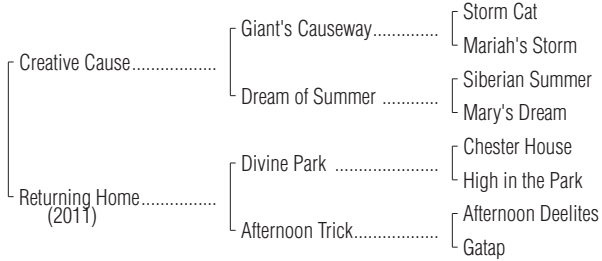 Storm Cat
Giant's Causeway..............
Mariah's Storm
Creative Cause.................
Siberian Summer
Dream of Summer ............
Mary's Dream
Chester House
Divine Park .....................
High in the Park
Returning Home...............
(2011)
Afternoon Deelites
Afternoon Trick.................
Gatap